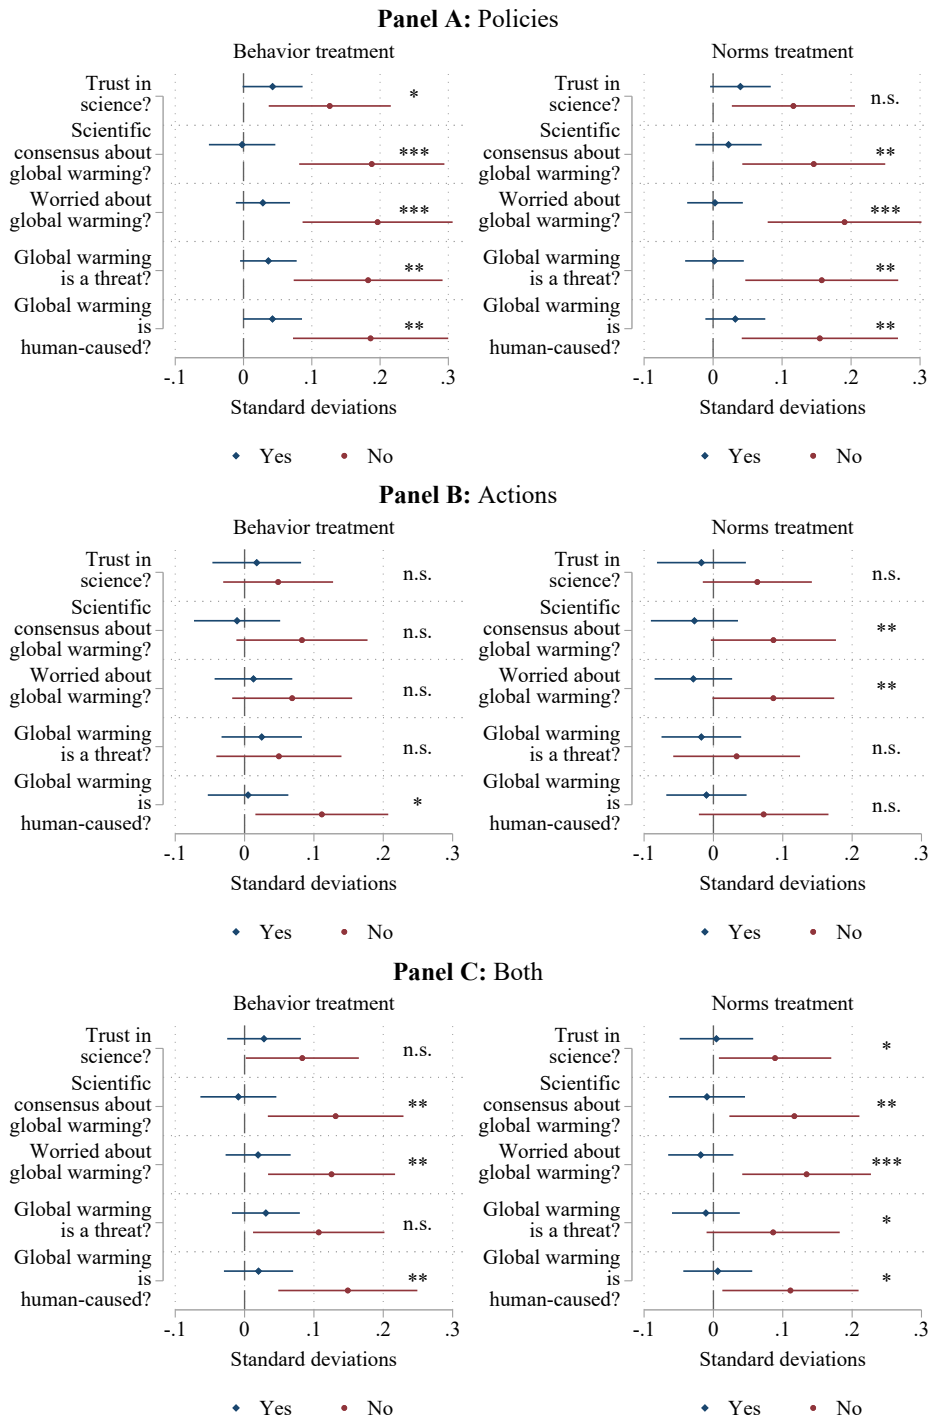 Panel A: Policies
Behavior treatment
Trust in
science?
*
Scientific
consensus about
global warming?
***
Worried about
global warming?
***
Global warming
is a threat?
**
Global warming
is
human-caused?
**
-.1 0 .1 .2 .3
Standard deviations
Yes No
Norms treatment
Trust in
science?
n.s.
Scientific
consensus about
global warming?
**
Worried about
global warming?
***
Global warming
is a threat?
**
Global warming
is
human-caused?
**
-.1 0 .1 .2 .3
Standard deviations
Yes No
Panel B: Actions
Behavior treatment
Trust in
science?
n.s.
Scientific
consensus about
global warming?
n.s.
Worried about
global warming?
n.s.
Global warming
is a threat?
n.s.
Global warming
is
human-caused?
*
-.1 0 .1 .2 .3
Standard deviations
Yes No
Norms treatment
Trust in
science?
n.s.
Scientific
consensus about
global warming?
**
Worried about
global warming?
**
Global warming
is a threat?
n.s.
Global warming
is
human-caused?
n.s.
-.1 0 .1 .2 .3
Standard deviations
Yes No
Panel C: Both
Behavior treatment
Trust in
science?
n.s.
Scientific
consensus about
global warming?
**
Worried about
global warming?
**
Global warming
is a threat?
n.s.
Global warming
is
human-caused?
**
-.1 0 .1 .2 .3
Standard deviations
Yes No
Norms treatment
Trust in
science?
*
Scientific
consensus about
global warming?
**
Worried about
global warming?
***
Global warming
is a threat?
*
Global warming
is
human-caused?
*
-.1 0 .1 .2 .3
Standard deviations
Yes No